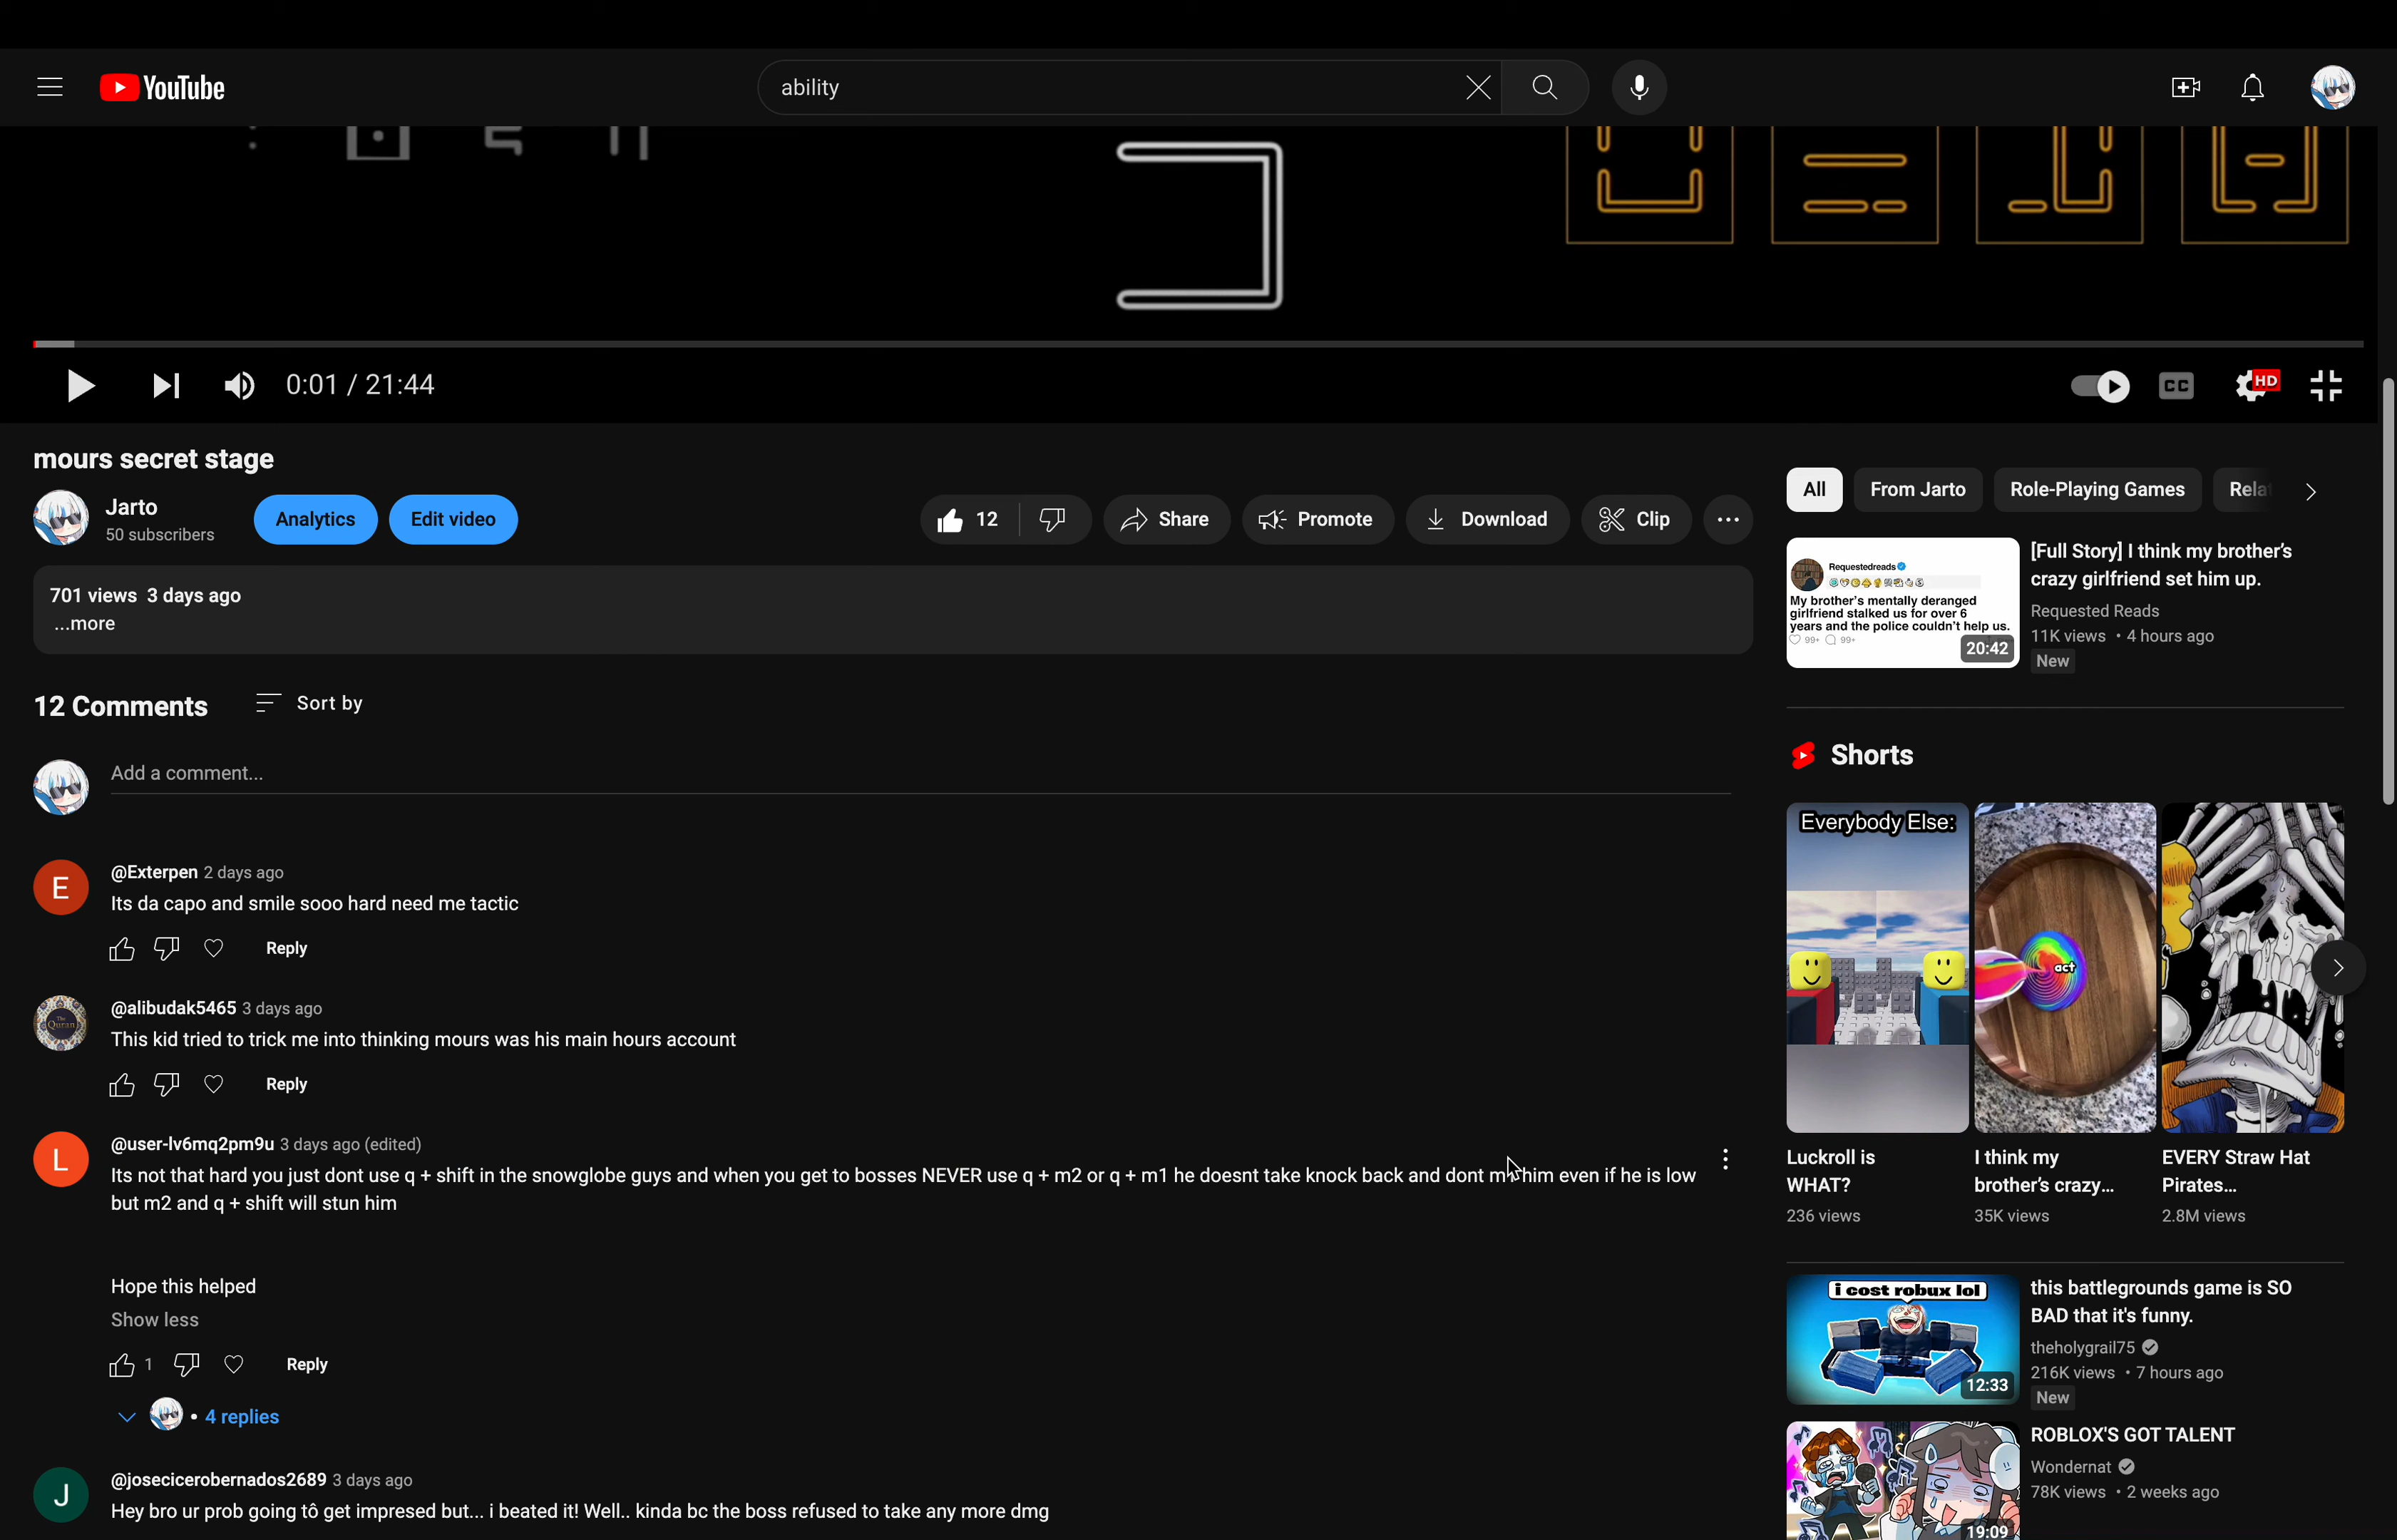 YouTube
ability
0:01 / 21:44
CC
HD
mours secret stage
Jarto
50 subscribers
Analytics
Edit video
12
Share
Promote
Download
Clip
701 views 3 days ago
...more
12 Comments
Sort by
Add a comment...
E
@Exterpen 2 days ago
Its da capo and smile sooo hard need me tactic
Reply
The
Quran
@alibudak5465 3 days ago
This kid tried to trick me into thinking mours was his main hours account
Reply
L
@user-lv6mq2pm9u 3 days ago (edited)
Its not that hard you just dont use q + shift in the snowglobe guys and when you get to bosses NEVER use q + m2 or q + m1 he doesnt take knock back and dont him even if he is low
but m2 and q + shift will stun him
Hope this helped
Show less
1
Reply
• 4 replies
J
@josecicerobernados2689 3 days ago
Hey bro ur prob going tô get impresed but... i beated it! Well.. kinda bc the boss refused to take any more dmg
All
From Jarto
Role-Playing Games
Requestedreads
My brother's mentally deranged
girlfriend stalked us for over 6
years and the police couldn't help us.
99+ 99+
20:42
[Full Story] I think my brother's
crazy girlfriend set him up.
Requested Reads
11K views • 4 hours ago
New
Shorts
Everybody Else:
act
Luckroll is
WHAT?
236 views
I think my
brother's crazy...
35K views
EVERY Straw Hat
Pirates...
2.8M views
i cost robux lol
12:33
this battlegrounds game is SO
BAD that it's funny.
theholygrail75
216K views • 7 hours ago
New
19:09
ROBLOX'S GOT TALENT
Wondernat
78K views • 2 weeks ago